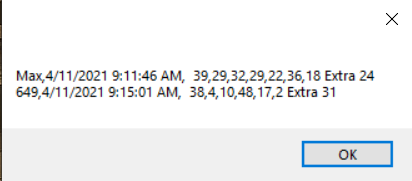 Max,4/11/2021 9:11:46 AM,  39,29,32,29,22,36,18 Extra 24
649,4/11/2021 9:15:01 AM,  38,4,10,48,17,2 Extra 31
OK